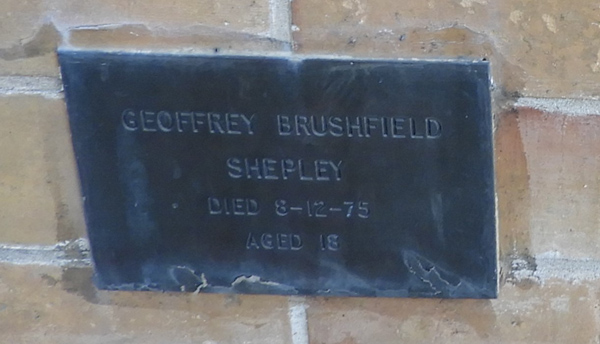 GEOFFREY BRUSHFIELD
SHEPLEY
DIED 8-12-75
AGED 18